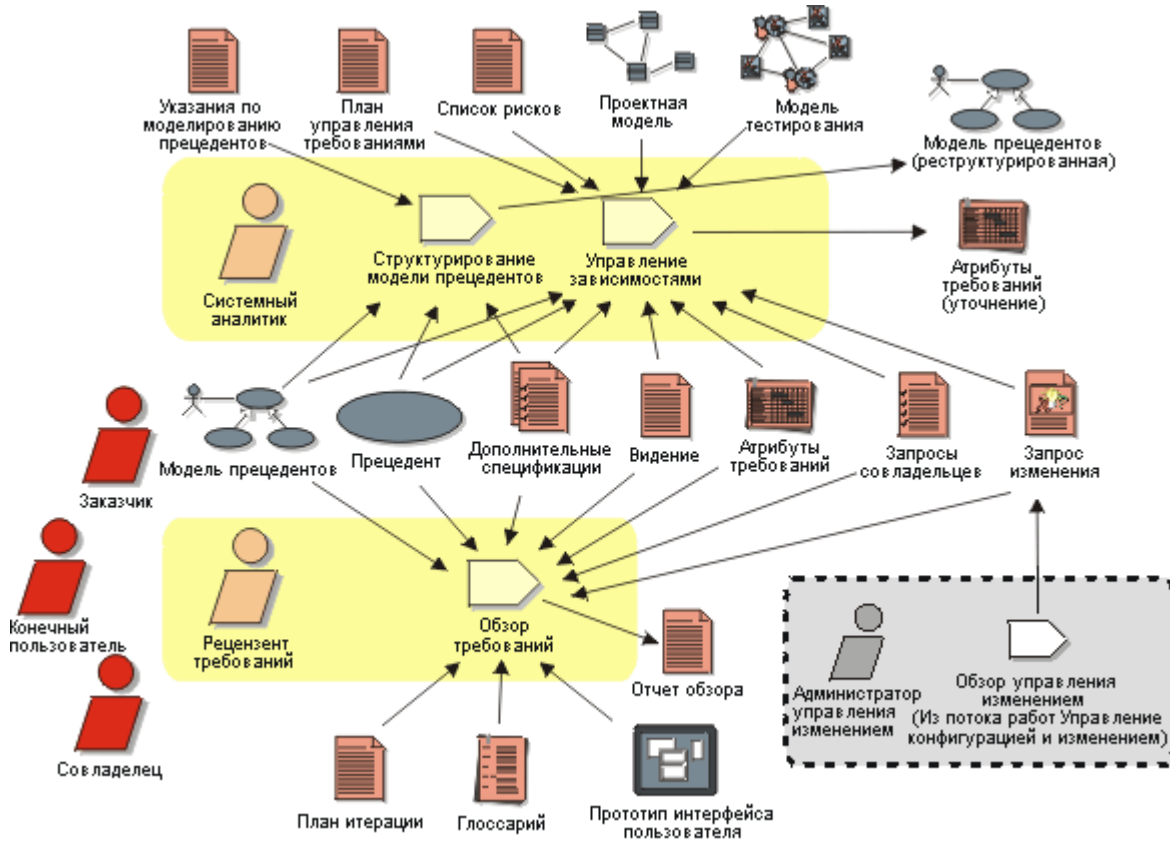 Указания по
моделированию
прецедентов
План
управления
требованиями
Список рисков
Проектная
модель
Модель
тестирования
Модель прецедентов
(реструктурированная)
Структурирование
модели прецедентов
Управление
зависимостями
Системный
аналитик
Атрибуты
требований
(уточнение)
Заказчик
Модель прецедентов
Прецедент
Дополнительные
спецификации
Видение
Атрибуты
требований
Запросы
совладельцев
Запрос
изменения
Конечный
пользователь
Рецензент
требований
Обзор
требований
Отчет обзора
Совладелец
Администратор
управления
изменением
Обзор управления
изменением
(Из потока работ Управление
конфигурацией и изменением)
План итерации
Глоссарий
Прототип интерфейса
пользователя